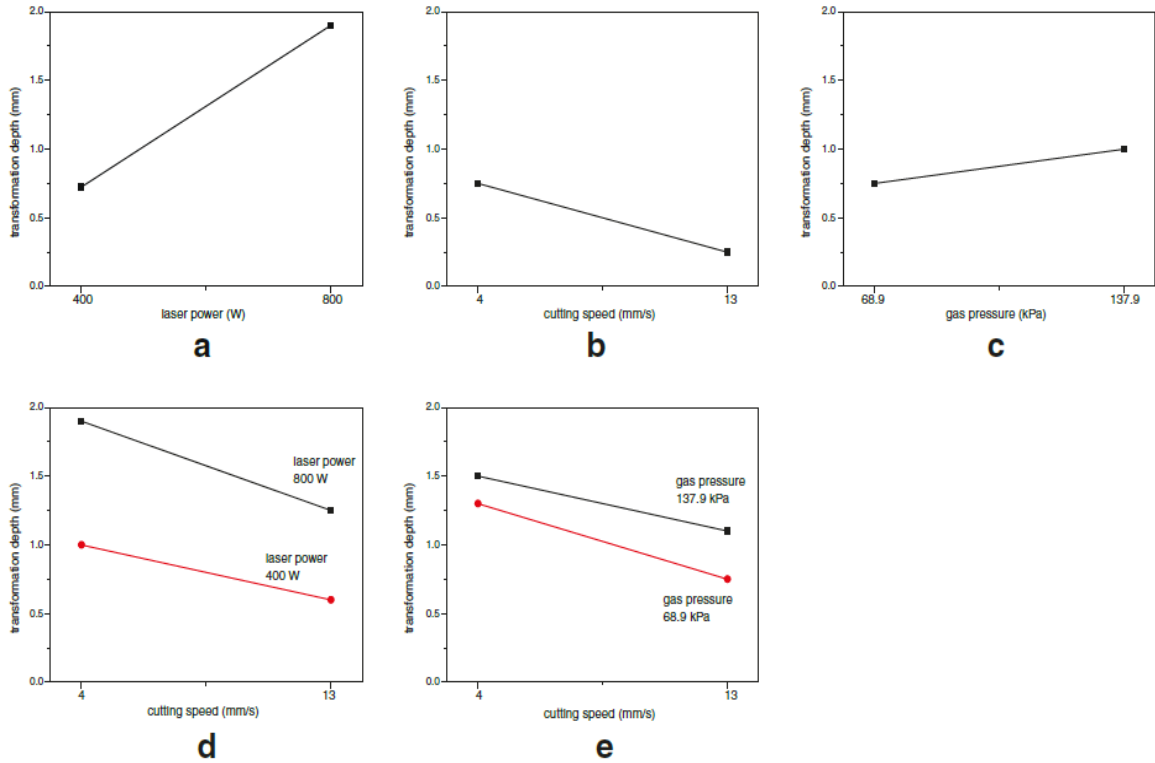 2.0
1.5
1.0
0.5
0.0
transformation depth (mm)
400
800
laser power (W)
a
2.0
1.5
1.0
0.5
0.0
transformation depth (mm)
4
13
cutting speed (mm/s)
b
2.0
1.5
1.0
0.5
0.0
transformation depth (mm)
68.9
137.9
gas pressure (kPa)
c
2.0
1.5
1.0
0.5
0.0
transformation depth (mm)
laser power
800 W
laser power
400 W
4
13
cutting speed (mm/s)
d
2.0
1.5
1.0
0.5
0.0
transformation depth (mm)
gas pressure
137.9 kPa
gas pressure
68.9 kPa
4
13
cutting speed (mm/s)
e